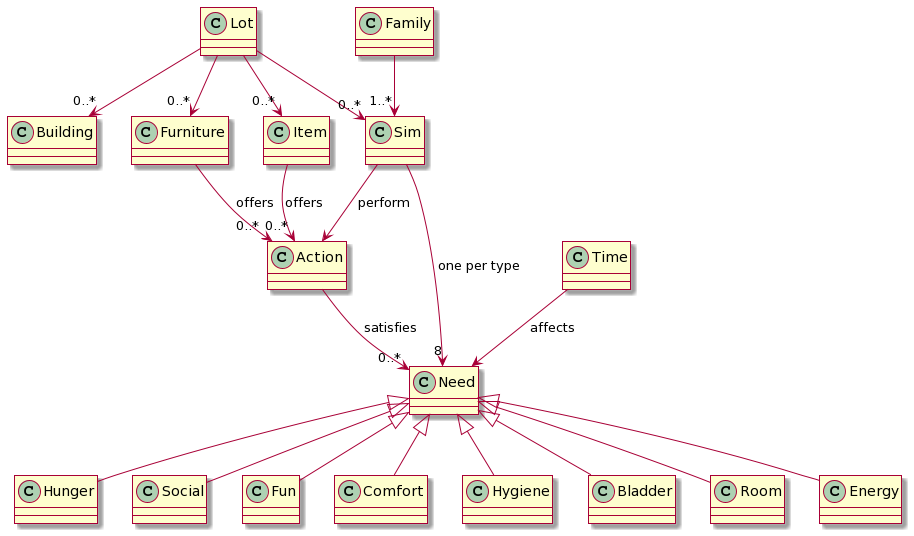 C Lot
C Family
0..*
0..*
0..*
0..*
1..*
C Building
C Furniture
C Item
C Sim
offers
offers
perform
0..*
0..*
C Action
one per type
C Time
satisfies
affects
0..*
8
C Need
C Hunger
C Social
C Fun
C Comfort
C Hygiene
C Bladder
C Room
C Energy